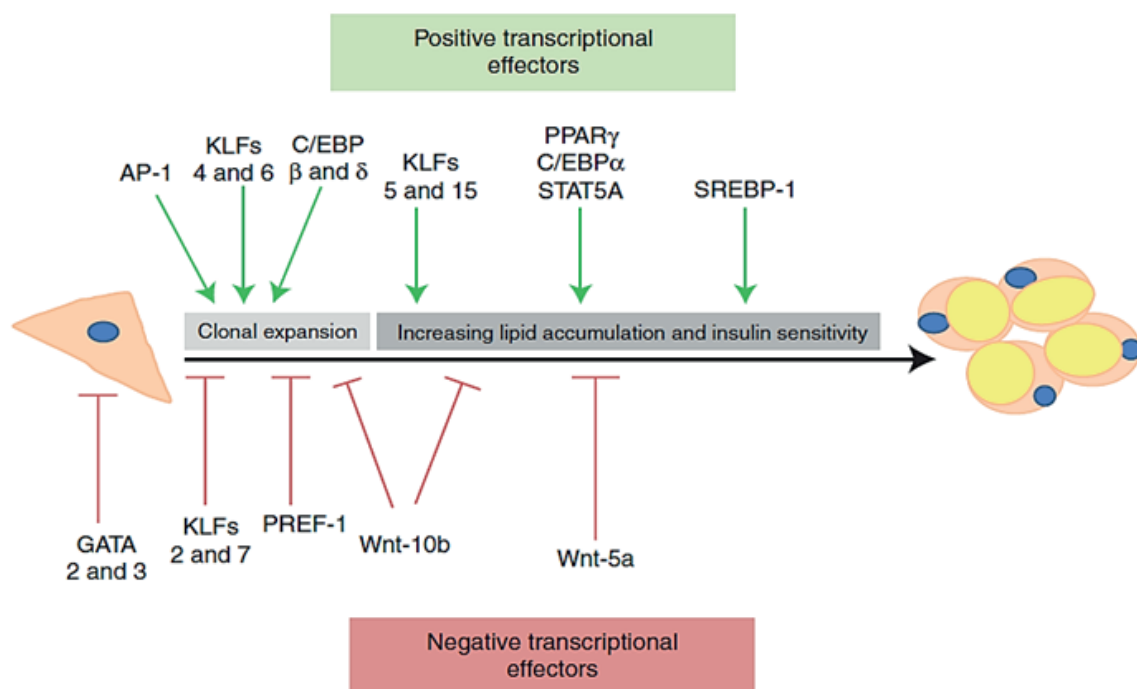 Positive transcriptional
effectors
AP-1
KLFs
4 and 6
C/EBP
β and δ
KLFs
5 and 15
PPARγ
C/EBPα
STAT5A
SREBP-1
Clonal expansion
Increasing lipid accumulation and insulin sensitivity
GATA
2 and 3
KLFs
2 and 7
PREF-1
Wnt-10b
Wnt-5a
Negative transcriptional
effectors